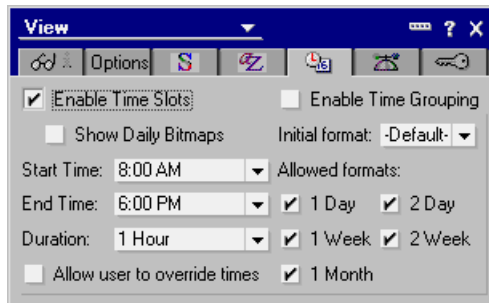 View ?
Options S aZ 16
Enable Time Slots Enable Time Grouping
Show Daily Bitmaps Initial format: -Default-
Start Time: 8:00 AM Allowed formats:
End Time: 6:00 PM 1 Day 2 Day
Duration: 1 Hour 1 Week 2 Week
Allow user to override times 1 Month